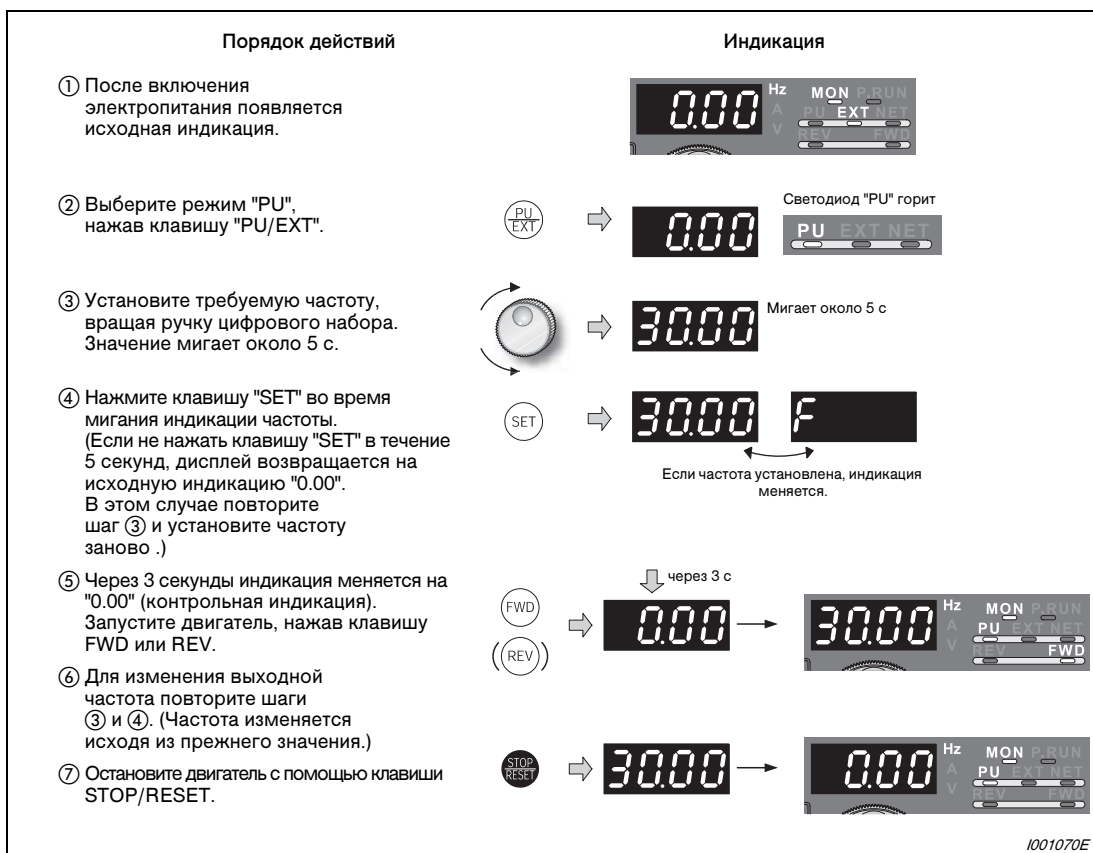 Порядок действий
Индикация
① После включения
электропитания появляется
исходная индикация.
0.00 Hz A V MON P.RUN
PU EXT NET
REV FWD
② Выберите режим "PU",
нажав клавишу "PU/EXT".
PU
EXT
0.00
Светодиод "PU" горит
PU EXT NET
③ Установите требуемую частоту,
вращая ручку цифрового набора.
Значение мигает около 5 с.
30.00
Мигает около 5 с
④ Нажмите клавишу "SET" во время
мигания индикации частоты.
(Если не нажать клавишу "SET" в течение
5 секунд, дисплей возвращается на
исходную индикацию "0.00".
В этом случае повторите
шаг ③ и установите частоту
заново .)
SET
30.00 F
Если частота установлена, индикация
меняется.
⑤ Через 3 секунды индикация меняется на
"0.00" (контрольная индикация).
Запустите двигатель, нажав клавишу
FWD или REV.
FWD
(REV)
через 3 с
0.00
30.00 Hz A V MON P.RUN
PU EXT NET
REV FWD
⑥ Для изменения выходной
частота повторите шаги
③ и ④. (Частота изменяется
исходя из прежнего значения.)
⑦ Остановите двигатель с помощью клавиши
STOP/RESET.
STOP
RESET
30.00
0.00 Hz A V MON P.RUN
PU EXT NET
REV FWD
I001070E